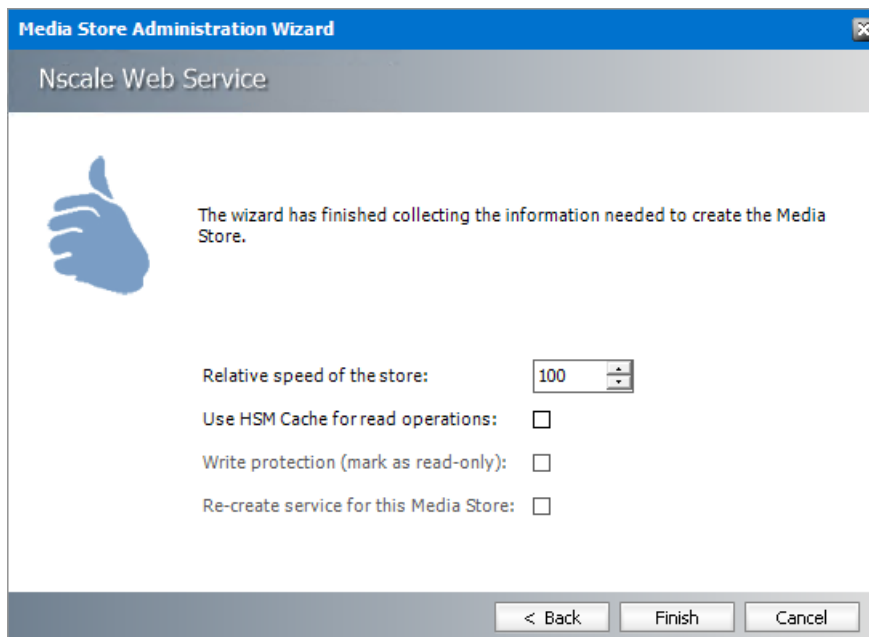 Media Store Administration Wizard
Nscale Web Service
The wizard has finished collecting the information needed to create the Media
Store.
Relative speed of the store: 100
Use HSM Cache for read operations:
Write protection (mark as read-only):
Re-create service for this Media Store:
< Back Finish Cancel